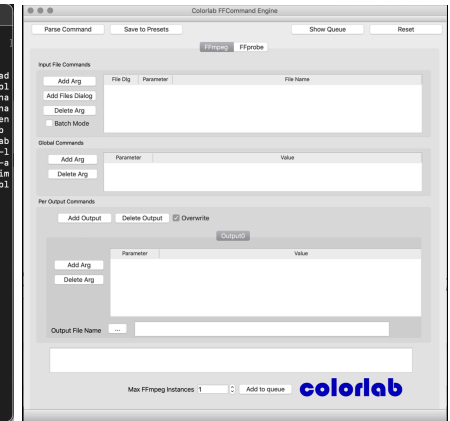 Colorlab FFCommand Engine
Parse Command Save to Presets Show Queue Reset
FFmpeg FFprobe
Input File Commands
File Dlg Parameter File Name
Add Arg
Add Files Dialog
Delete Arg
Batch Mode
Global Commands
Parameter Value
Add Arg
Delete Arg
Per Output Commands
Add Output Delete Output Overwrite
Output0
Parameter Value
Add Arg
Delete Arg
Output File Name ...
Max FFmpeg Instances 1 Add to queue colorlab